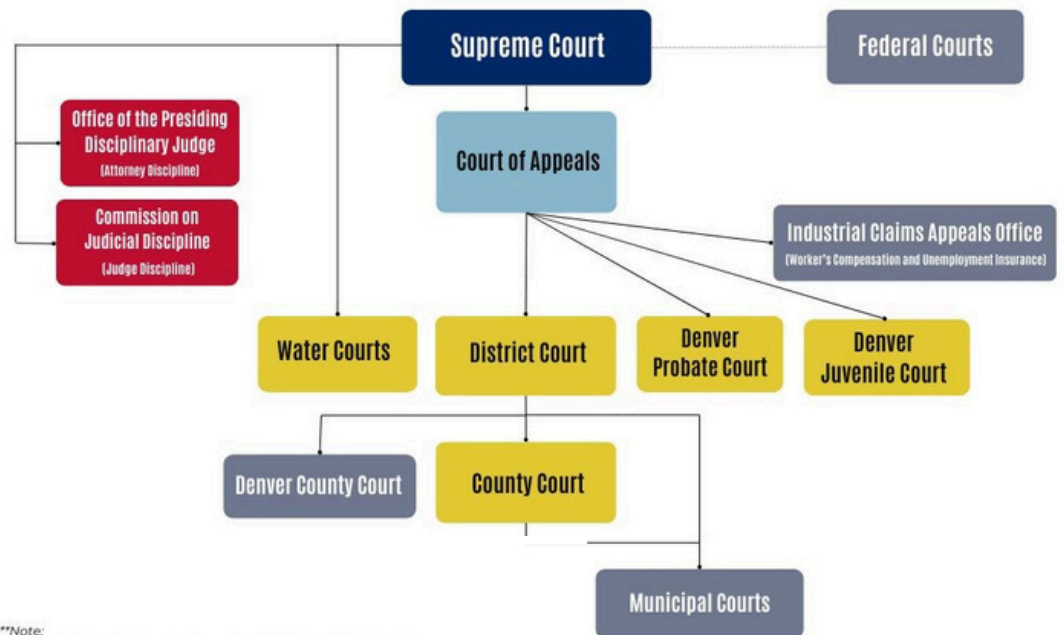 Supreme Court
Federal Courts
Office of the Presiding
Disciplinary Judge
(Attorney Discipline)
Court of Appeals
Commission on
Judicial Discipline
(Judge Discipline)
Industrial Claims Appeals Office
(Worker's Compensation and Unemployment Insurance)
Water Courts
District Court
Denver
Probate Court
Denver
Juvenile Court
Denver County Court
County Court
Municipal Courts
**Note: